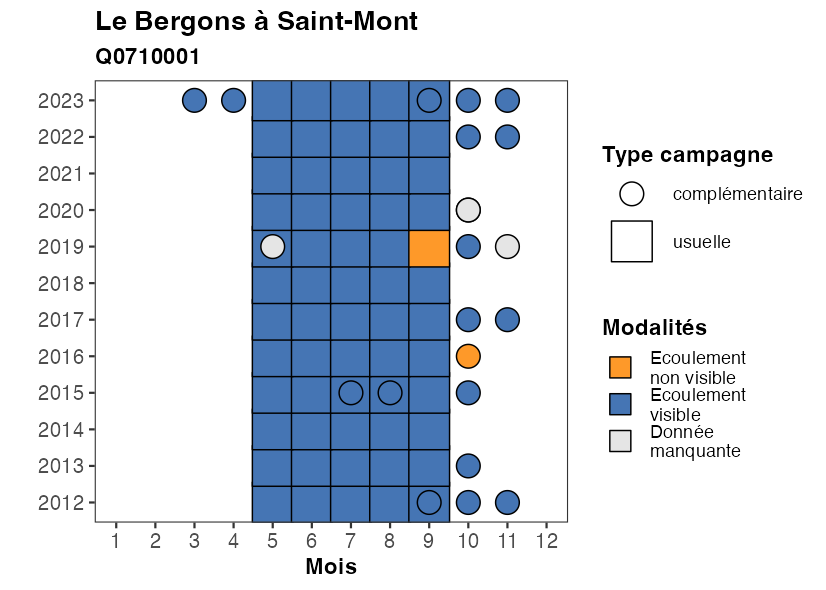 Le Bergons à Saint-Mont
Q0710001
2023
2022
2021
2020
2019
2018
2017
2016
2015
2014
2013
2012
1 2 3 4 5 6 7 8 9 10 11 12
Mois
Type campagne
complémentaire
usuelle
Modalités
Ecoulement
non visible
Ecoulement
visible
Donnée
manquante